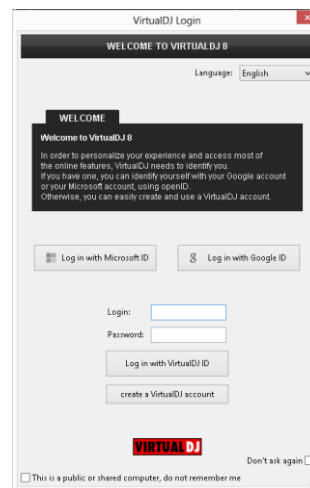 VirtualDJ Login
WELCOME TO VIRTUALDJ 8
Language: English
WELCOME
Welcome to VirtualDJ 8
In order to personalize your experience and access most of
the online features, VirtualDJ needs to identify you.
If you have one, you can identify yourself with your Google account
or your Microsoft account, using openID.
Otherwise, you can easily create and use a VirtualDJ account.
Log in with Microsoft ID
Log in with Google ID
Login:
Password:
Log in with VirtualDJ ID
create a VirtualDJ account
VIRTUAL DJ
Don't ask again
This is a public or shared computer, do not remember me